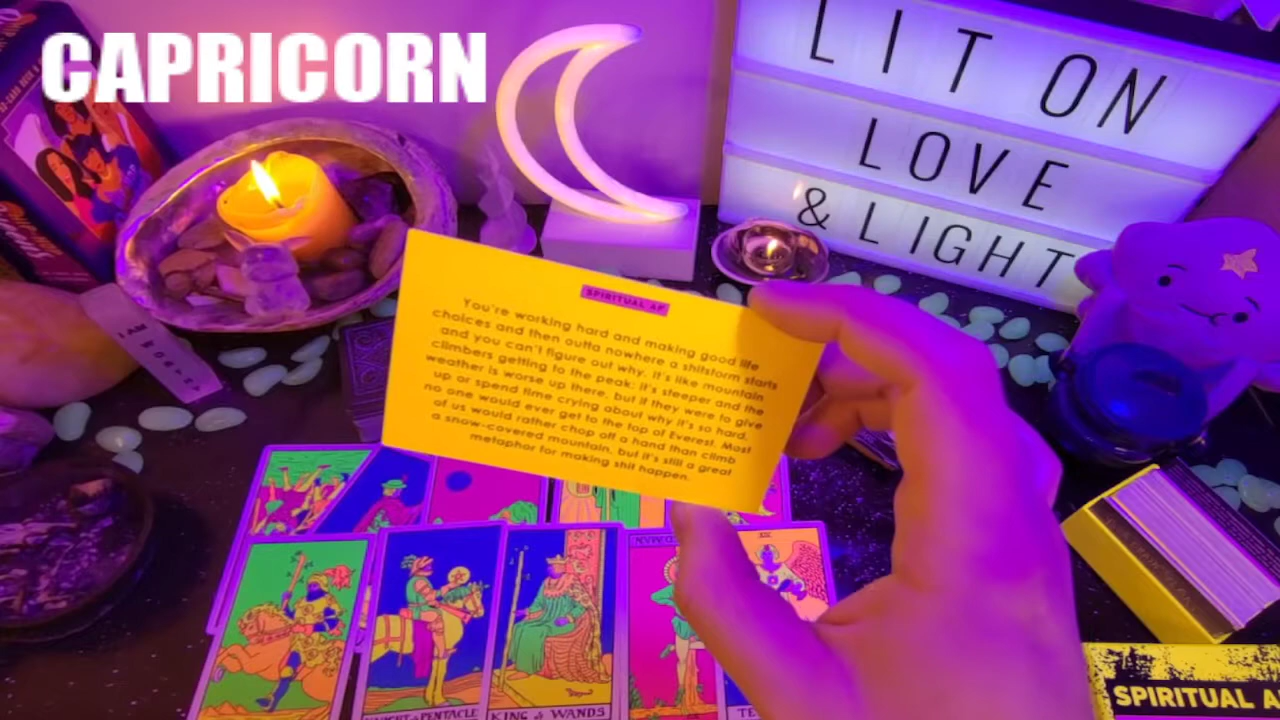 CAPRICORN
LIT ON
LOVE
& LIGHT
I AM
SPIRITUAL AF
You're working hard and making good life
choices and then outta nowhere a shitstorm starts
and you can't figure out why. It's like mountain
climbers getting to the peak: it's steeper and the
weather is worse up there, but if they were to give
up or spend time crying about why it's so hard,
no one would ever get to the top of Everest. Most
of us would rather chop off a hand than climb
a snow-covered mountain, but it's still a great
metaphor for making shit happen.
KNIGHT of PENTACLE
KING of WANDS
TE
SPIRITUAL A